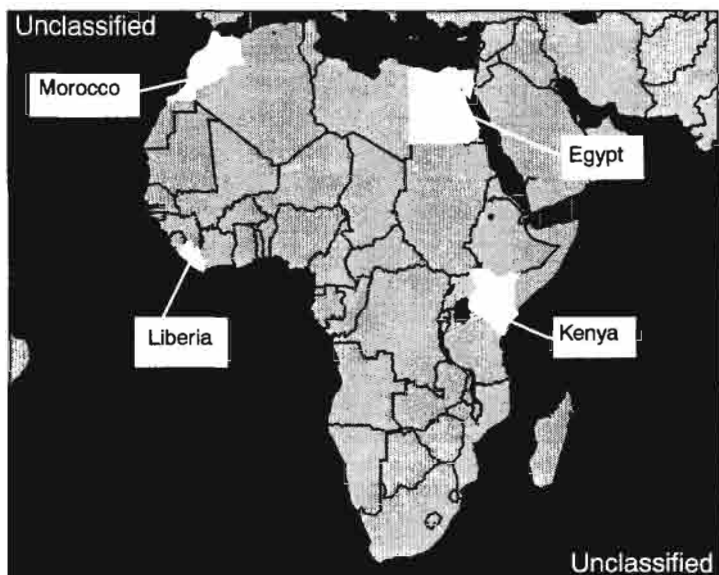 Unclassified
Morocco
Egypt
Liberia
Kenya
Unclassified